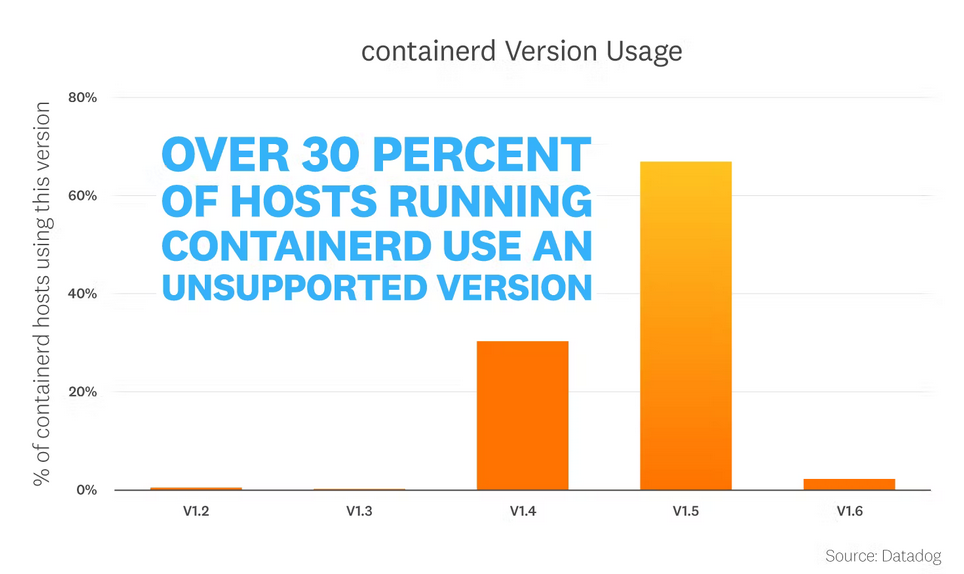 containerd Version Usage
% of containerd hosts using this version
80%
60%
40%
20%
0%
OVER 30 PERCENT
OF HOSTS RUNNING
CONTAINERD USE AN
UNSUPPORTED VERSION
V1.2
V1.3
V1.4
V1.5
V1.6
Source: Datadog